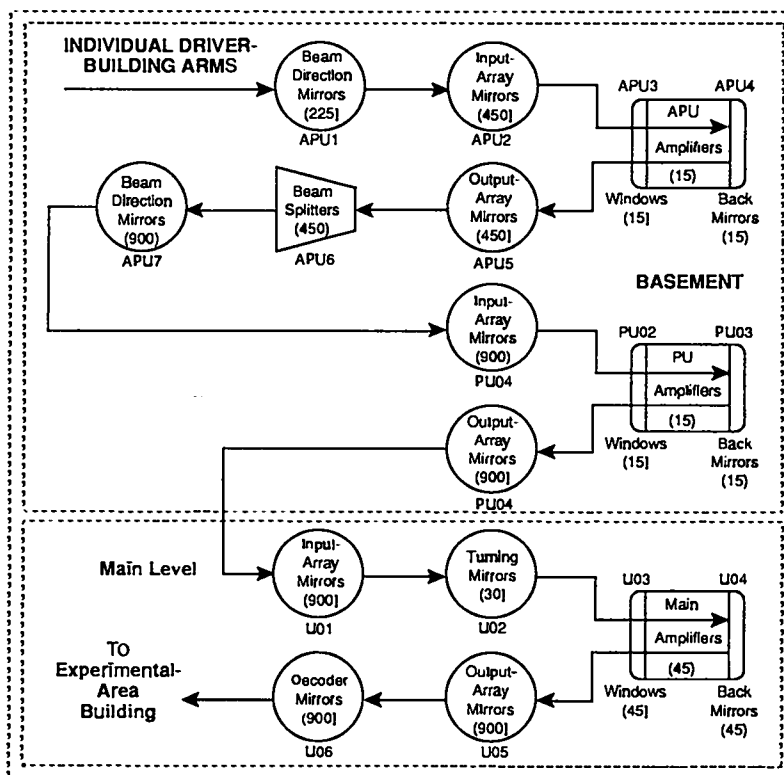 INDIVIDUAL DRIVER-
BUILDING ARMS
Beam
Direction
Mirrors
(225]
APU1
Input-
Array
Mirrors
(450]
APU2
APU3
APU4
APU
Amplifiers
(15)
Windows
(15]
Back
Mirrors
(15)
Output-
Array
Mirrors
(450]
APU5
Beam
Splitters
(450)
APU6
Beam
Direction
Mirrors
(900)
APU7
BASEMENT
Input-
Array
Mirrors
(900)
PU04
PU02
PU03
PU
Amplifiers
(15)
Windows
(15]
Back
Mirrors
(15)
Output-
Array
Mirrors
(900]
PU04
Main Level
Input-
Array
Mirrors
(900]
U01
Turning
Mirrors
(30]
U02
U03
U04
Main
Amplifiers
(45)
Windows
(45]
Back
Mirrors
(45)
Output-
Array
Mirrors
(900]
U05
Decoder
Mirrors
(900]
U06
TO
Experimental-
Area
Building